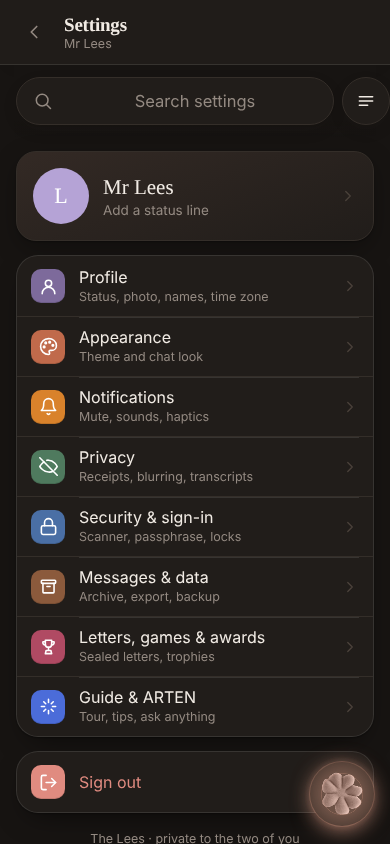 Settings
Mr Lees
Search settings
L
Mr Lees
Add a status line
Profile
Status, photo, names, time zone
Appearance
Theme and chat look
Notifications
Mute, sounds, haptics
Privacy
Receipts, blurring, transcripts
Security & sign-in
Scanner, passphrase, locks
Messages & data
Archive, export, backup
Letters, games & awards
Sealed letters, trophies
Guide & ARTEN
Tour, tips, ask anything
Sign out
The Lees · private to the two of you